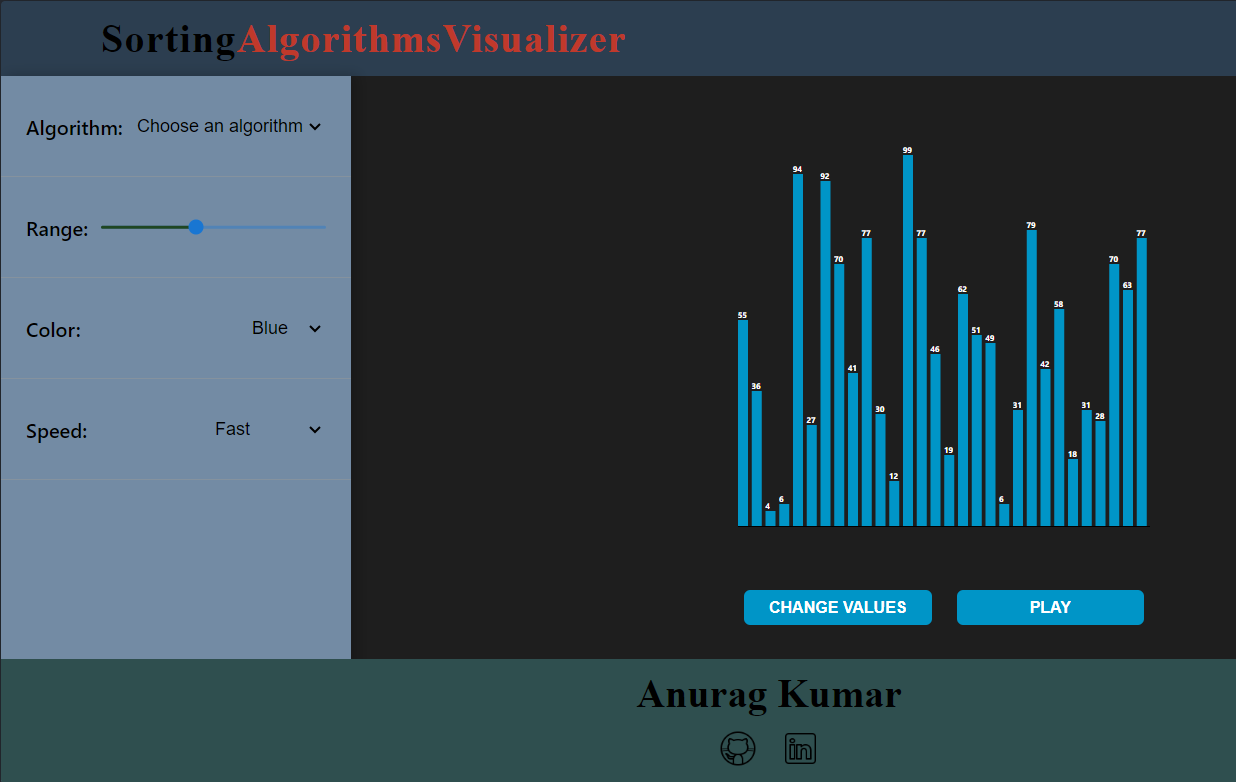 SortingAlgorithmsVisualizer
Algorithm: Choose an algorithm
Range:
Color: Blue
Speed: Fast
55 36 4 6 94 27 92 70 41 77 30 12 99 77 46 19 62 51 49 6 31 79 42 58 18 31 28 70 63 77
CHANGE VALUES PLAY
Anurag Kumar
in